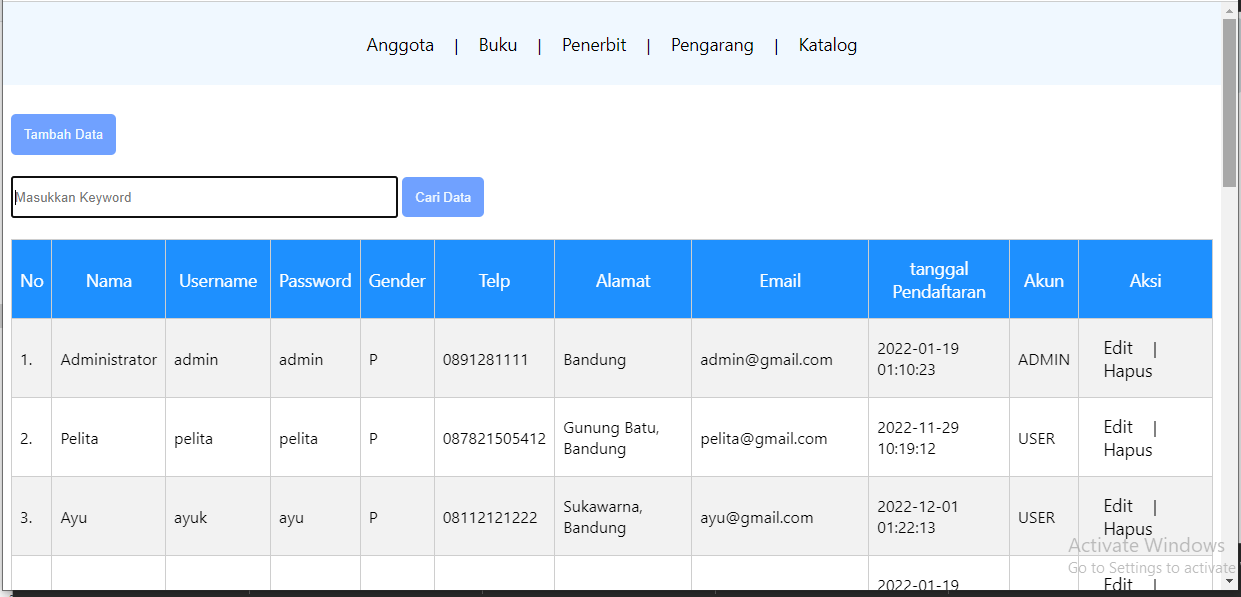 Anggota | Buku | Penerbit | Pengarang | Katalog
Tambah Data
Masukkan Keyword Cari Data
No Nama Username Password Gender Telp Alamat Email tanggal Pendaftaran Akun Aksi
1. Administrator admin admin P 0891281111 Bandung admin@gmail.com 2022-01-19 01:10:23 ADMIN Edit | Hapus
2. Pelita pelita pelita P 087821505412 Gunung Batu, Bandung pelita@gmail.com 2022-11-29 10:19:12 USER Edit | Hapus
3. Ayu ayuk ayu P 08112121222 Sukawarna, Bandung ayu@gmail.com 2022-12-01 01:22:13 USER Edit | Hapus
Activate Windows
Go to Settings to activate
2022-01-19 Edit |